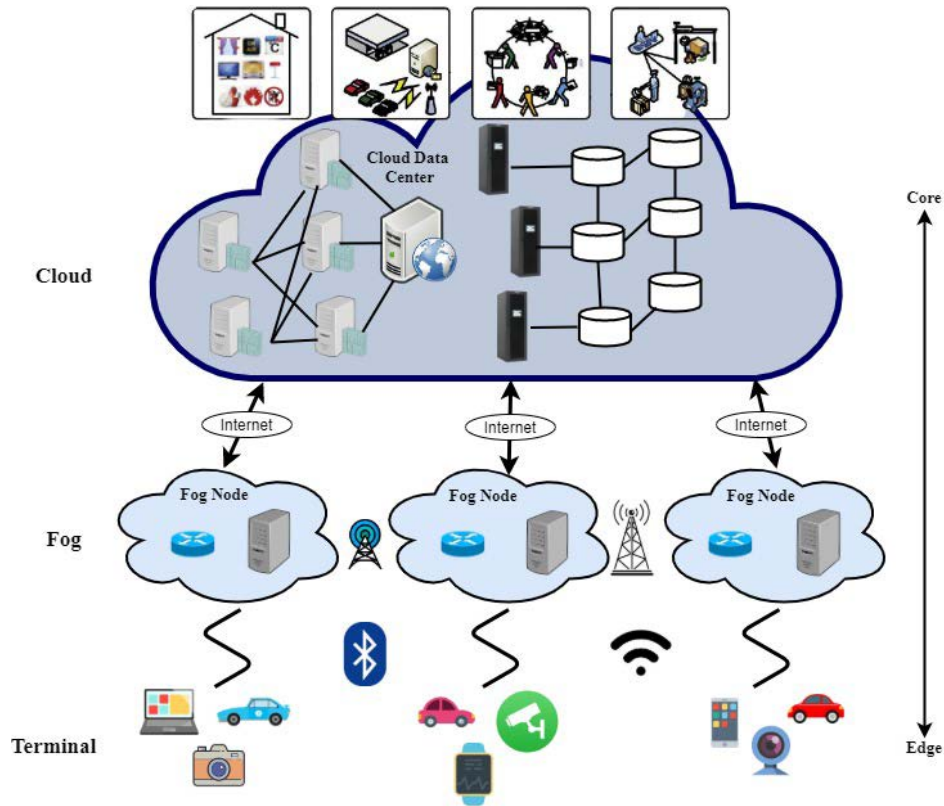 C
Cloud Data
Center
Core
Cloud
Internet
Internet
Internet
Fog Node
Fog Node
Fog Node
Fog
Terminal
Edge